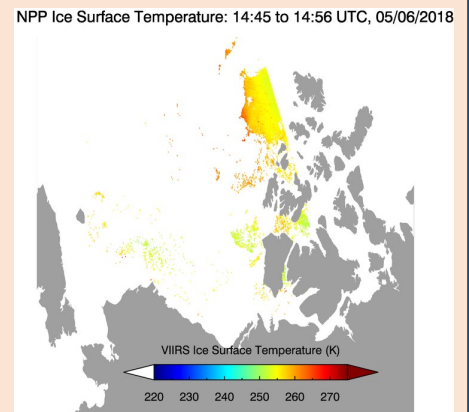 NPP Ice Surface Temperature: 14:45 to 14:56 UTC, 05/06/2018
VIIRS Ice Surface Temperature (K)
220 230 240 250 260 270